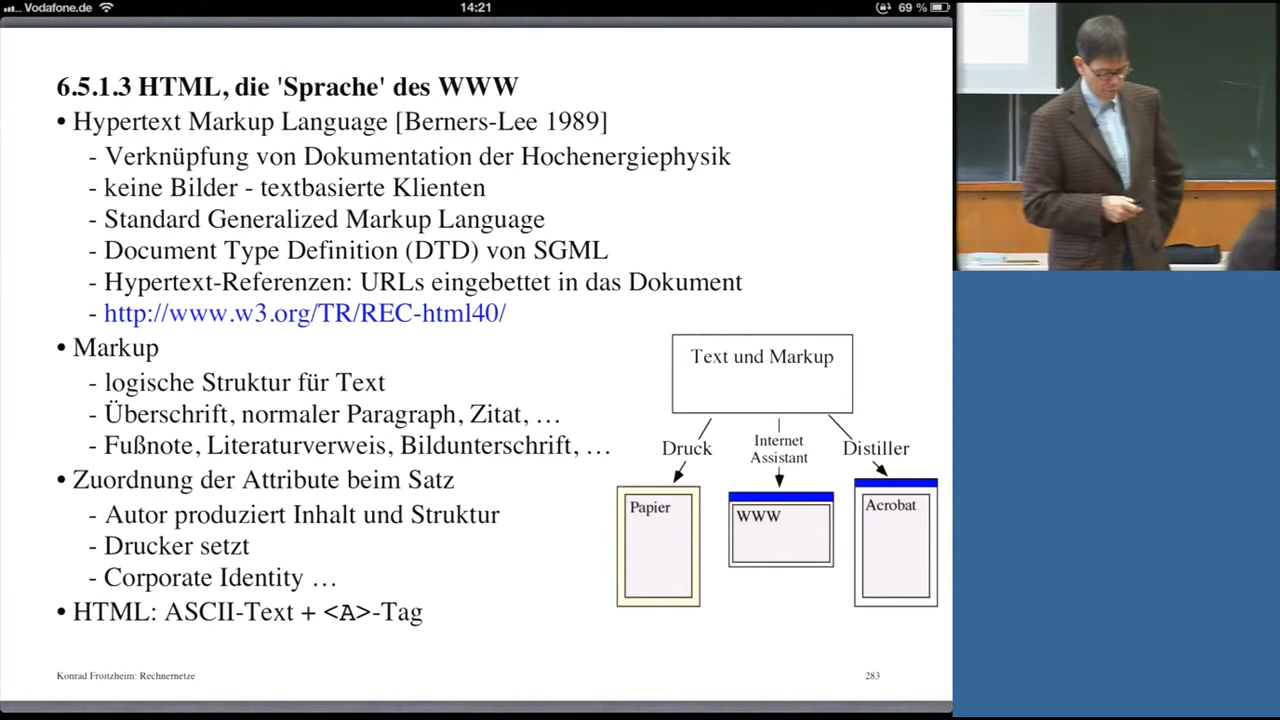 Vodafone.de
14:21
69 %
6.5.1.3 HTML, die 'Sprache' des WWW
• Hypertext Markup Language [Berners-Lee 1989]
- Verknüpfung von Dokumentation der Hochenergiephysik
- keine Bilder - textbasierte Klienten
- Standard Generalized Markup Language
- Document Type Definition (DTD) von SGML
- Hypertext-Referenzen: URLs eingebettet in das Dokument
- http://www.w3.org/TR/REC-html40/
• Markup
- logische Struktur für Text
- Überschrift, normaler Paragraph, Zitat, …
- Fußnote, Literaturverweis, Bildunterschrift, …
• Zuordnung der Attribute beim Satz
- Autor produziert Inhalt und Struktur
- Drucker setzt
- Corporate Identity …
• HTML: ASCII-Text + <A>-Tag
Text und Markup
Druck
Internet
Assistant
Distiller
Papier
WWW
Acrobat
Konrad Froitzheim: Rechnernetze
283